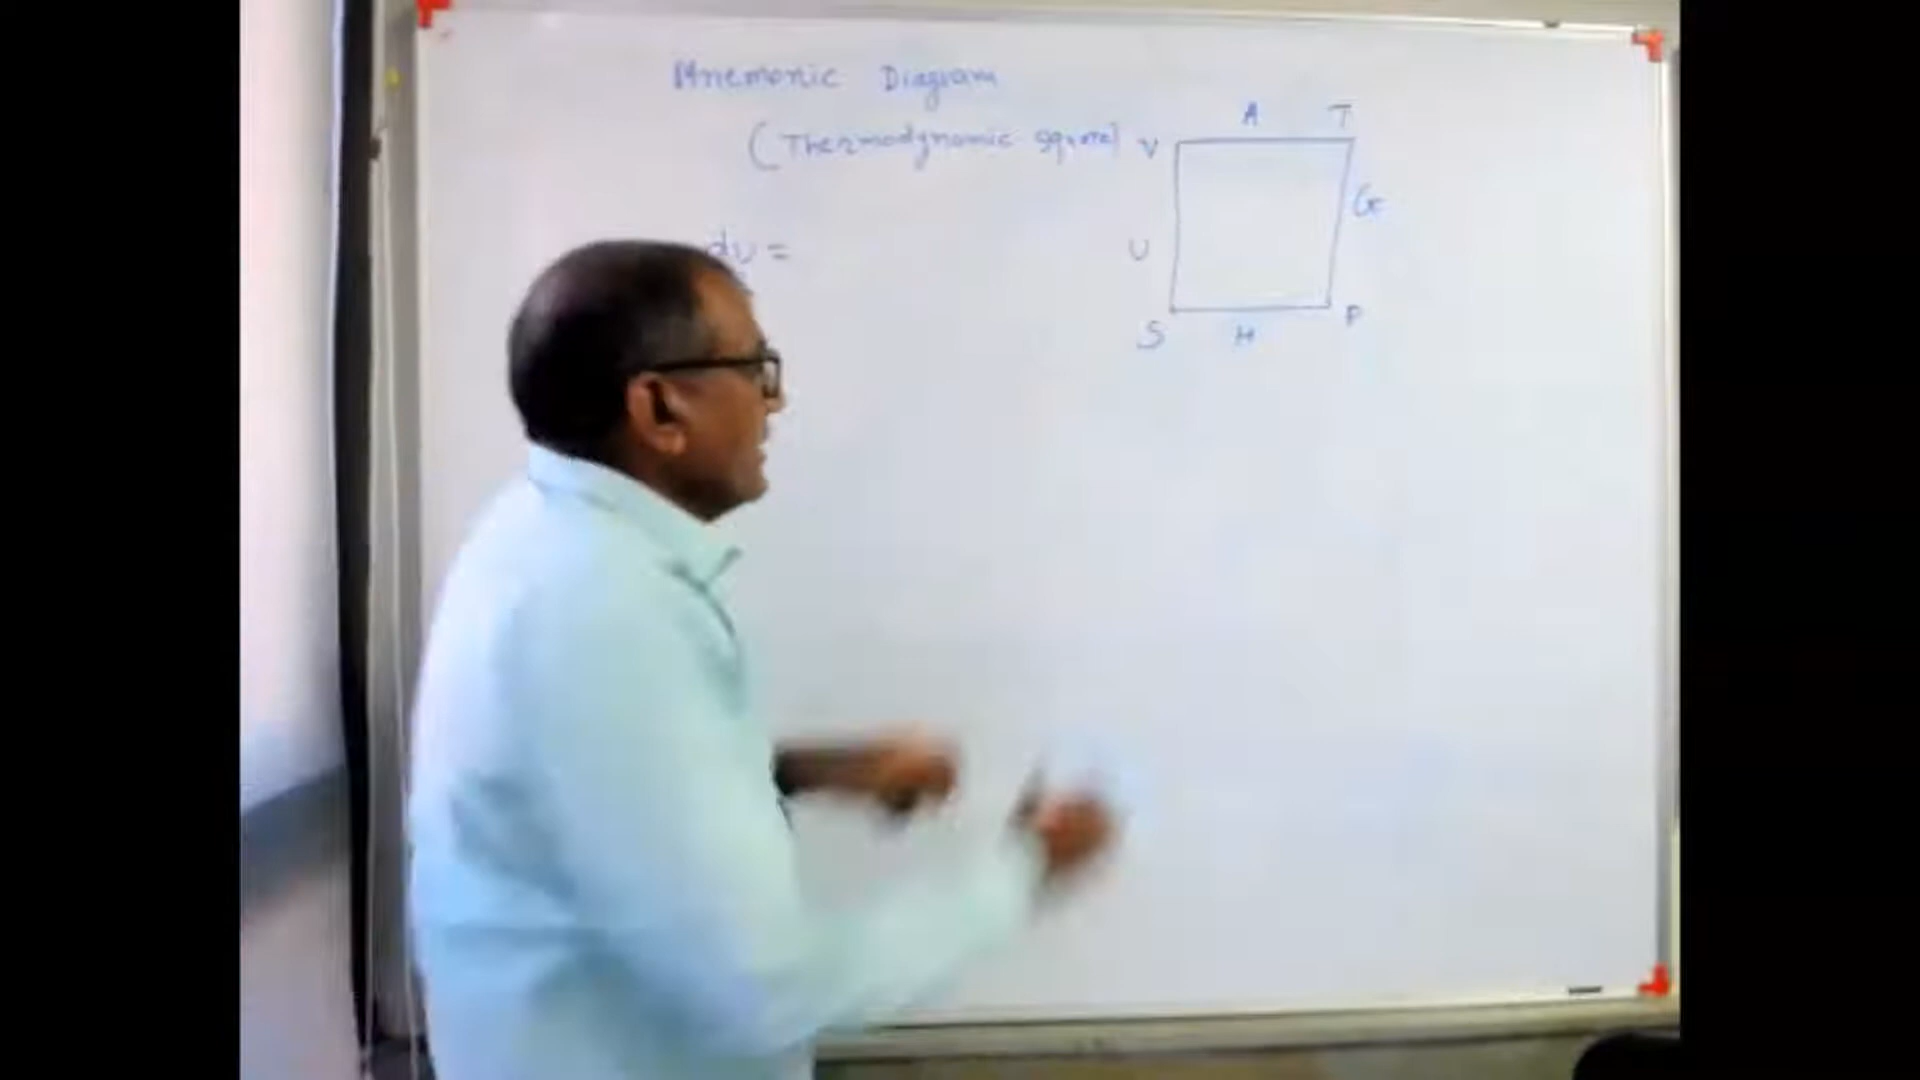 Mnemonic Diagram
(Thermodynamic square)
A T
V
G
U
S H P
dU =